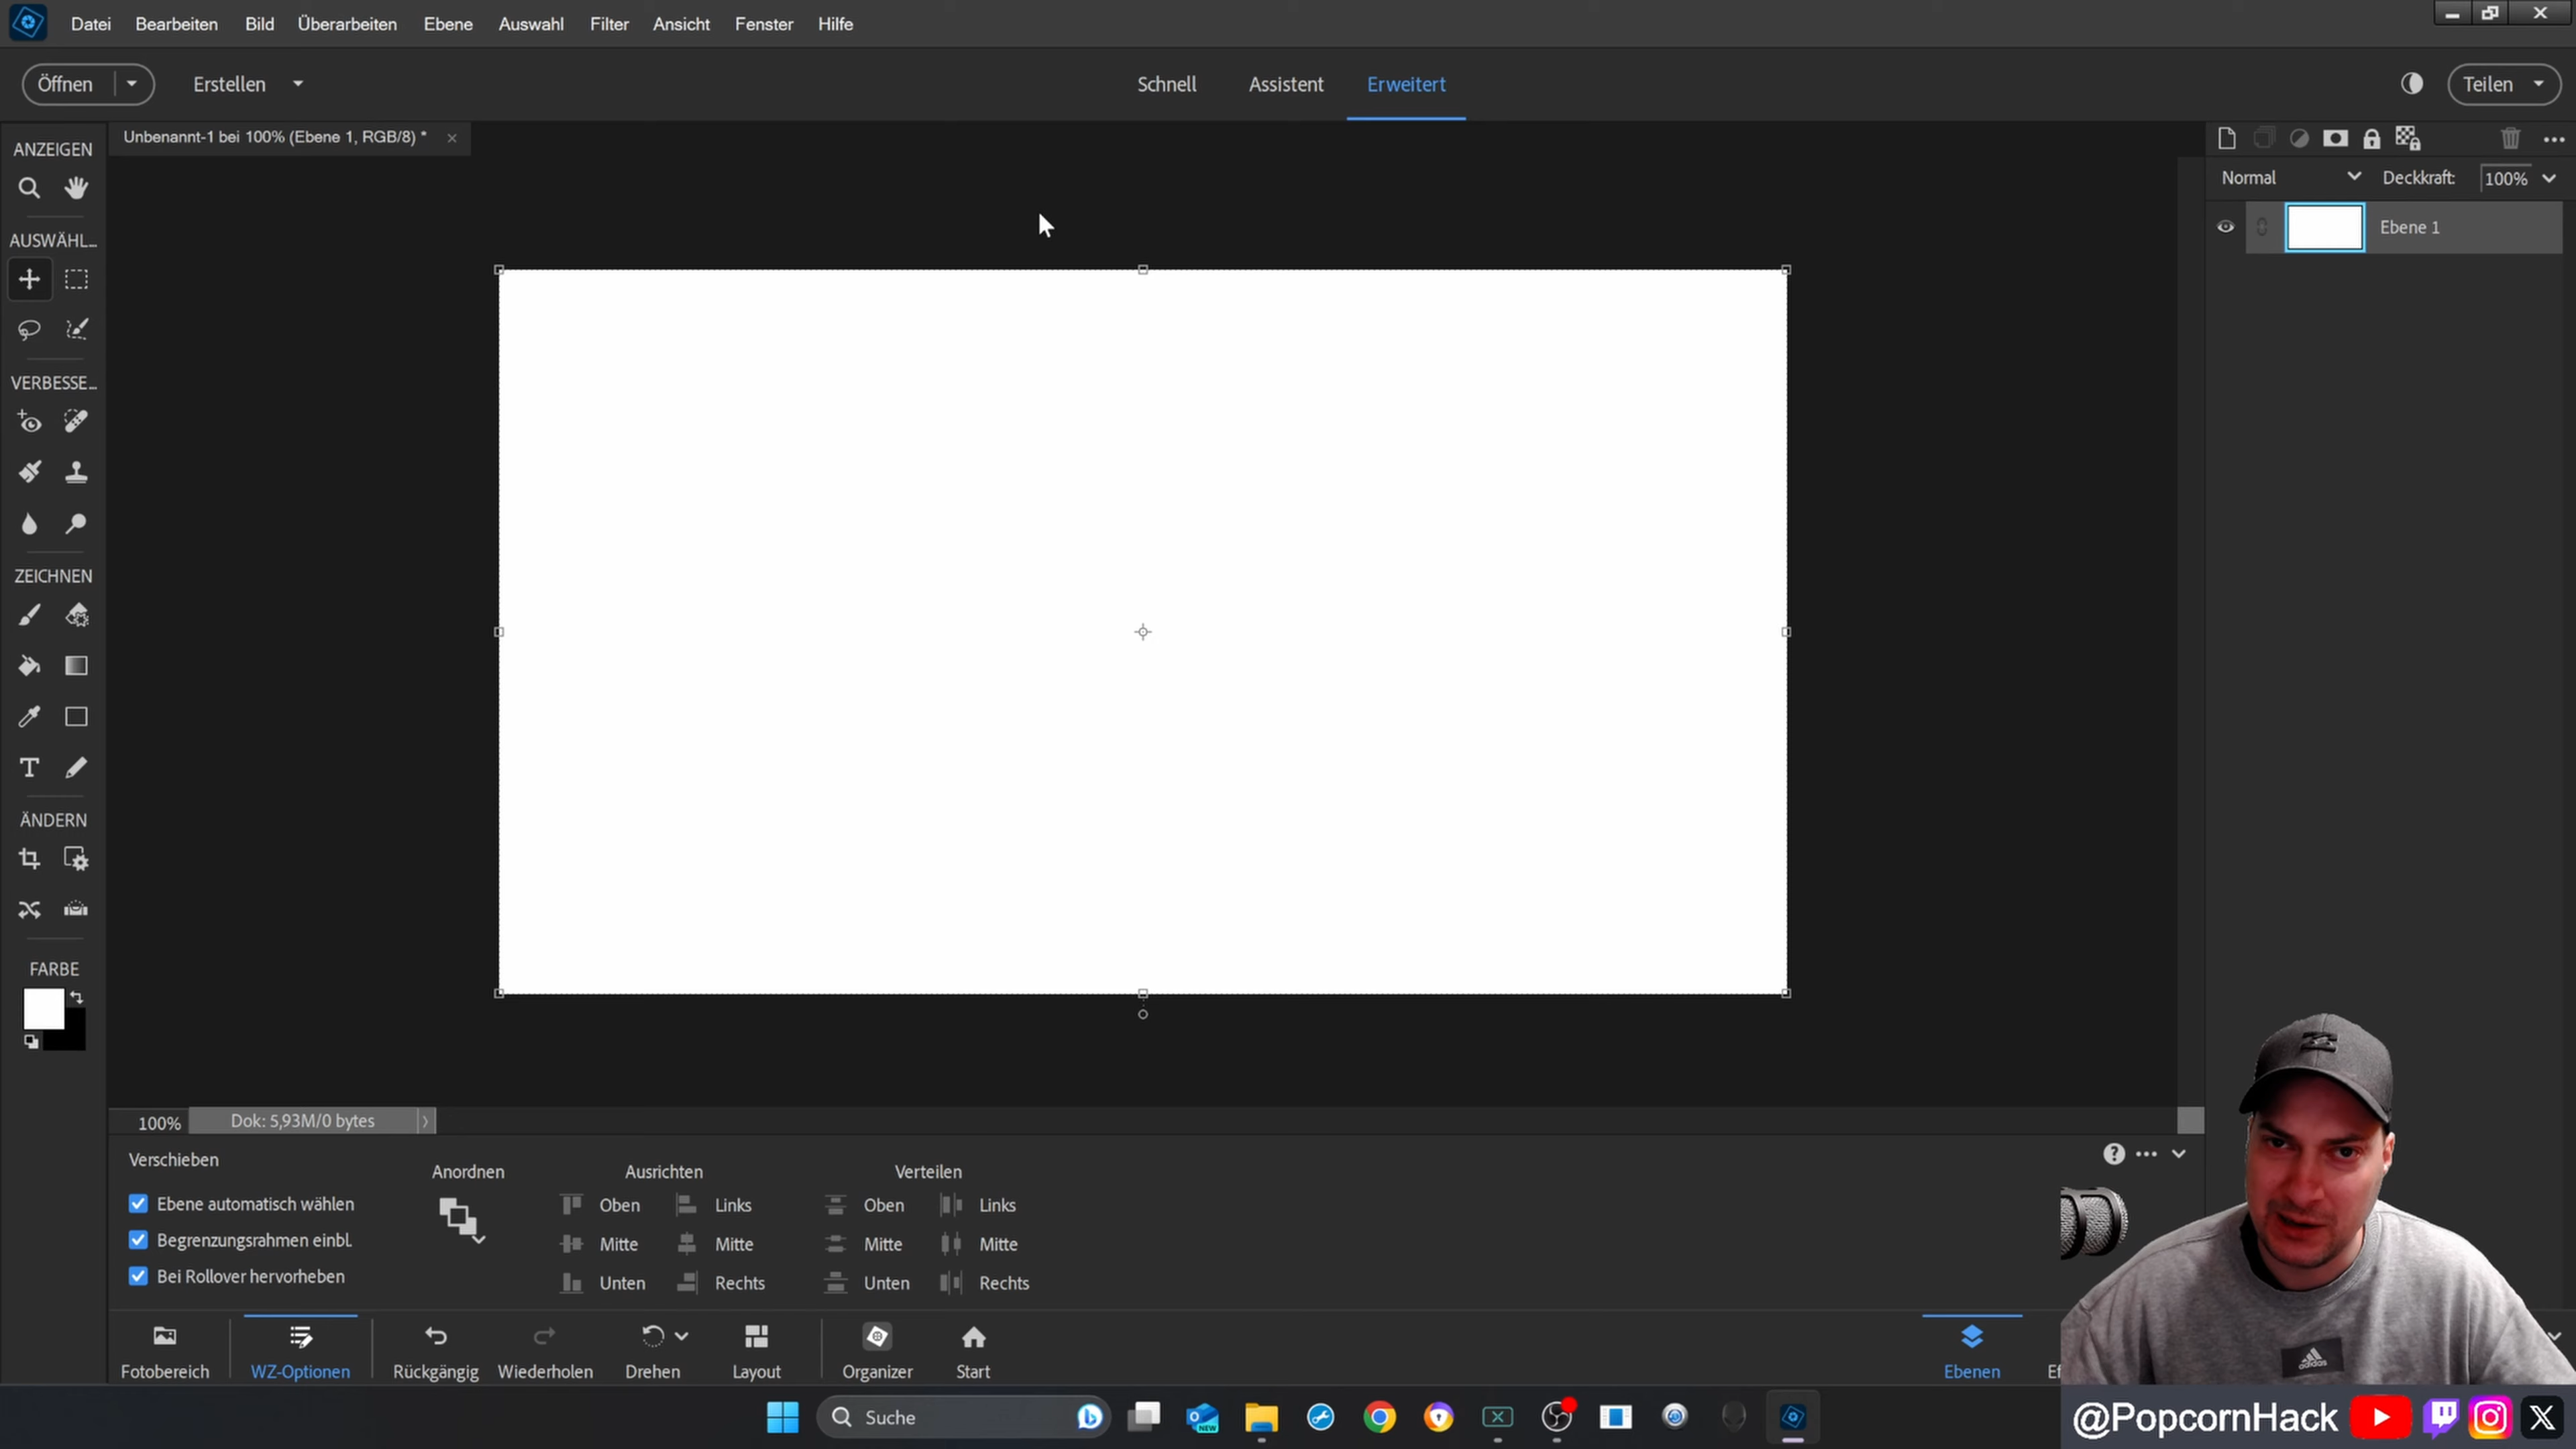 Datei Bearbeiten Bild Überarbeiten Ebene Auswahl Filter Ansicht Fenster Hilfe
Öffnen Erstellen Schnell Assistent Erweitert Teilen
Unbenannt-1 bei 100% (Ebene 1, RGB/8) *
ANZEIGEN
Normal Deckkraft: 100%
Ebene 1
AUSWÄHL...
VERBESSE...
ZEICHNEN
T
ÄNDERN
FARBE
100% Dok: 5,93M/0 bytes
Verschieben Anordnen Ausrichten Verteilen
Ebene automatisch wählen Oben Links Oben Links
Begrenzungsrahmen einbl. Mitte Mitte Mitte Mitte
Bei Rollover hervorheben Unten Rechts Unten Rechts
Fotobereich WZ-Optionen Rückgängig Wiederholen Drehen Layout Organizer Start Ebenen
adidas
Suche NEW
@PopcornHack